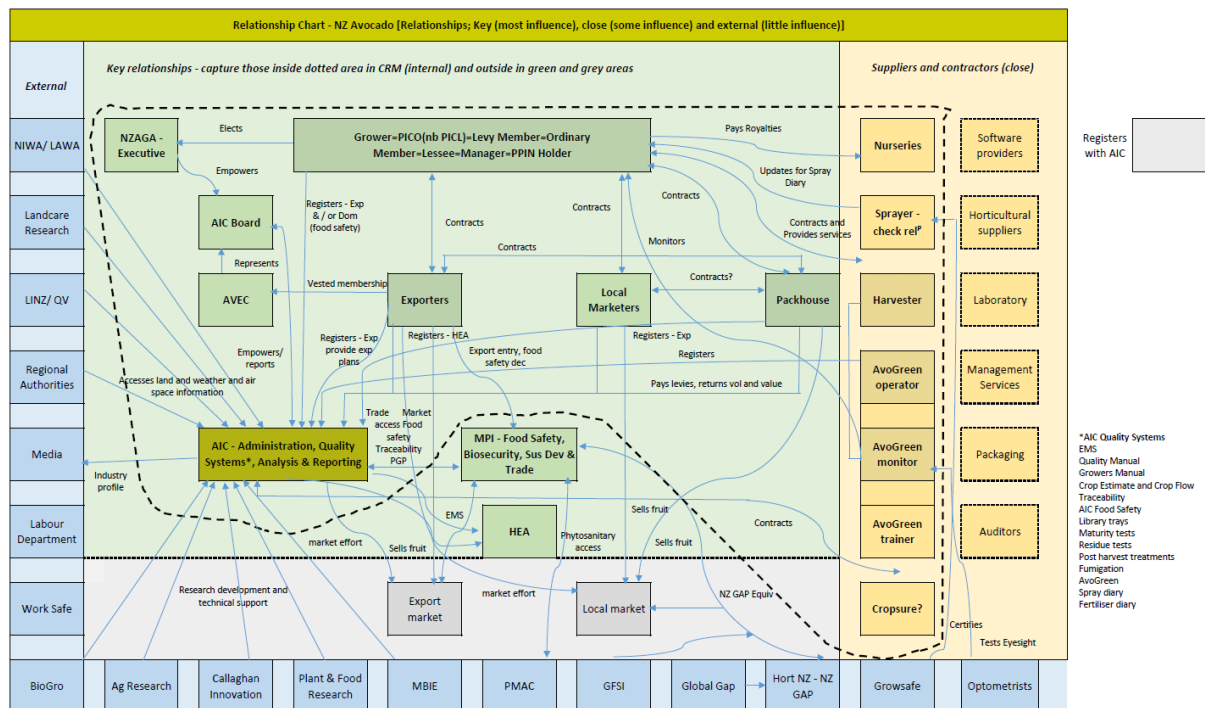 Relationship Chart - NZ Avocado [Relationships; Key (most influence), close (some influence) and external (little influence)]
External
Key relationships - capture those inside dotted area in CRM (internal) and outside in green and grey areas
Suppliers and contractors (close)
NIWA/ LAWA
NZAGA -
Executive
Elects
Grower=PICO(nb PICL)=Levy Member=Ordinary
Member=Lessee=Manager=PPIN Holder
Pays Royalties
Nurseries
Software
providers
Registers
with AIC
Empowers
Updates for Spray
Diary
Landcare
Research
AIC Board
Registers - Exp
& / or Dom
(food safety)
Contracts
Contracts
Contracts
Contracts and
Provides services
Sprayer -
check relᵖ
Horticultural
suppliers
Represents
Contracts
Monitors
LINZ/ QV
AVEC
Vested membership
Exporters
Local
Marketers
Contracts?
Packhouse
Harvester
Laboratory
Registers - Exp
provide exp
plans
Registers - HEA
Registers - Exp
Regional
Authorities
Empowers/
reports
Export entry, food
safety dec
Registers
AvoGreen
operator
Management
Services
Accesses land and weather and air
space information
Pays levies, returns vol and value
Media
AIC - Administration, Quality
Systems*, Analysis & Reporting
Trade Market
access Food
safety
Traceability
PGP
MPI - Food Safety,
Biosecurity, Sus Dev &
Trade
AvoGreen
monitor
Packaging
Industry
profile
Labour
Department
EMS
HEA
Sells fruit
Contracts
AvoGreen
trainer
Auditors
market effort
Sells fruit
Phytosanitary
access
Sells fruit
Work Safe
Research development and
technical support
Export
market
market effort
Local market
NZ GAP Equiv
Cropsure?
Certifies
Tests Eyesight
BioGro
Ag Research
Callaghan
Innovation
Plant & Food
Research
MBIE
PMAC
GFSI
Global Gap
Hort NZ - NZ
GAP
Growsafe
Optometrists
*AIC Quality Systems
EMS
Quality Manual
Growers Manual
Crop Estimate and Crop Flow
Traceability
AIC Food Safety
Library trays
Maturity tests
Residue tests
Post harvest treatments
Fumigation
AvoGreen
Spray diary
Fertiliser diary